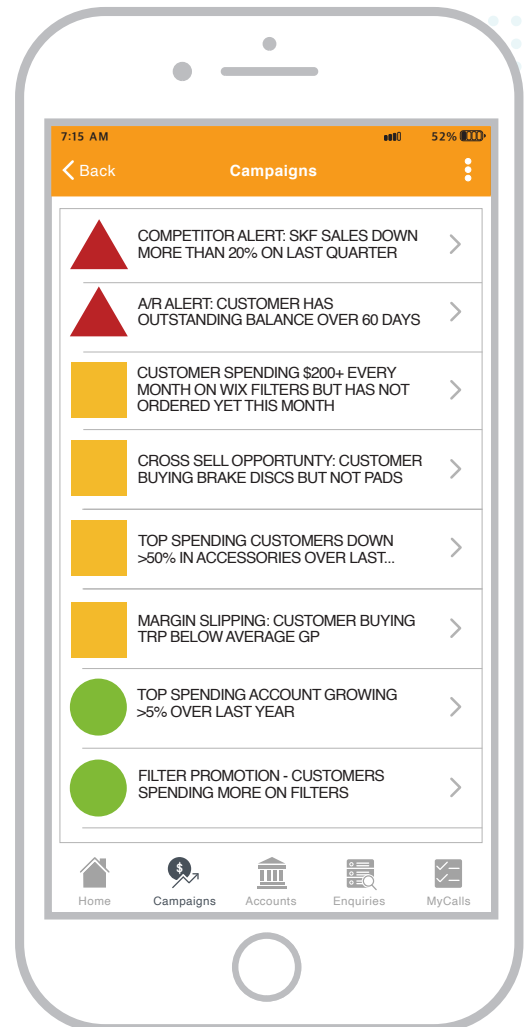 7:15 AM 52%
Back Campaigns
COMPETITOR ALERT: SKF SALES DOWN
MORE THAN 20% ON LAST QUARTER
A/R ALERT: CUSTOMER HAS
OUTSTANDING BALANCE OVER 60 DAYS
CUSTOMER SPENDING $200+ EVERY
MONTH ON WIX FILTERS BUT HAS NOT
ORDERED YET THIS MONTH
CROSS SELL OPPORTUNTY: CUSTOMER
BUYING BRAKE DISCS BUT NOT PADS
TOP SPENDING CUSTOMERS DOWN
>50% IN ACCESSORIES OVER LAST...
MARGIN SLIPPING: CUSTOMER BUYING
TRP BELOW AVERAGE GP
TOP SPENDING ACCOUNT GROWING
>5% OVER LAST YEAR
FILTER PROMOTION - CUSTOMERS
SPENDING MORE ON FILTERS
$
Home Campaigns Accounts Enquiries MyCalls